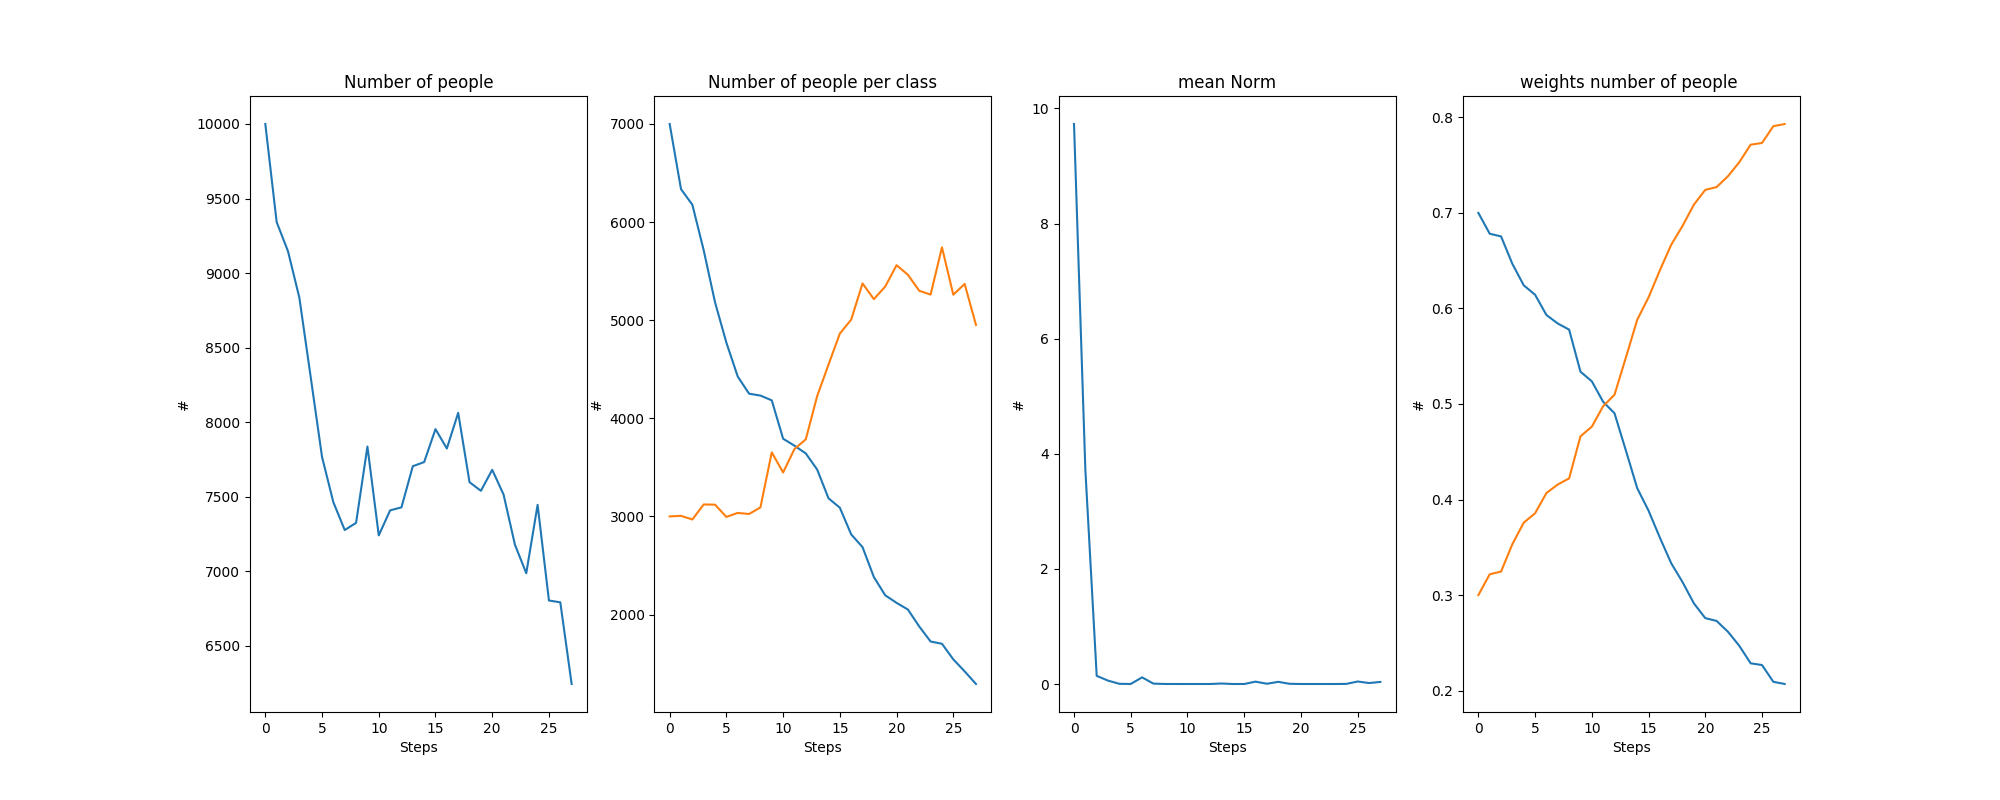 Number of people
10000
9500
9000
8500
8000
7500
7000
6500
#
0 5 10 15 20 25
Steps
Number of people per class
7000
6000
5000
4000
3000
2000
#
0 5 10 15 20 25
Steps
mean Norm
10
8
6
4
2
0
#
0 5 10 15 20 25
Steps
weights number of people
0.8
0.7
0.6
0.5
0.4
0.3
0.2
#
0 5 10 15 20 25
Steps